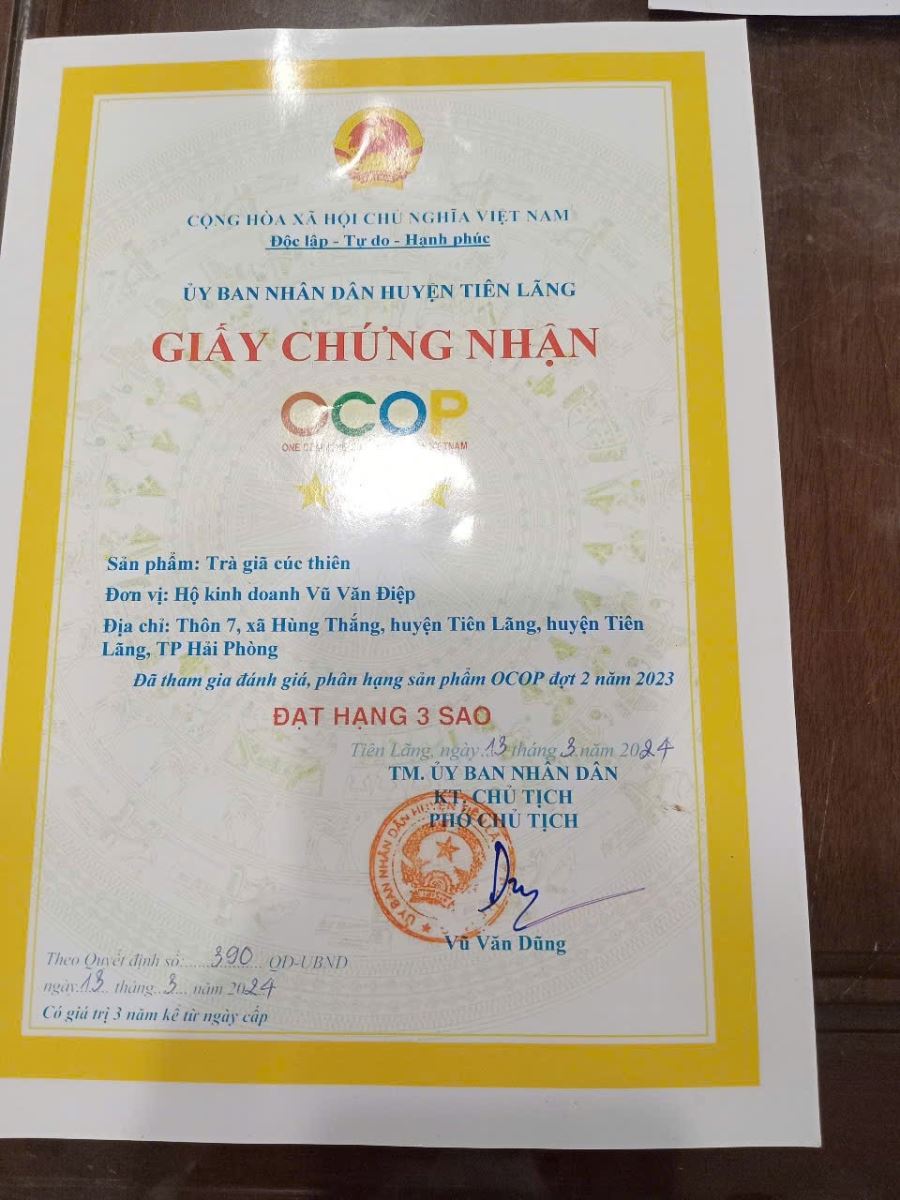 CỘNG HÒA XÃ HỘI CHỦ NGHĨA VIỆT NAM
Độc lập - Tự do - Hạnh phúc
ỦY BAN NHÂN DÂN HUYỆN TIÊN LÃNG
GIẤY CHỨNG NHẬN
OCOP
ONE
Sản phẩm: Trà giã cúc thiên
Đơn vị: Hộ kinh doanh Vũ Văn Điệp
Địa chỉ: Thôn 7, xã Hùng Thắng, huyện Tiên Lãng, huyện Tiên
Lãng, TP Hải Phòng
Đã tham gia đánh giá, phân hạng sản phẩm OCOP đợt 2 năm 2023
ĐẠT HẠNG 3 SAO
Tiên Lãng, ngày 13 tháng 3 năm 2024
TM. ỦY BAN NHÂN DÂN
KT. CHỦ TỊCH
PHÓ CHỦ TỊCH
ỦY BAN NHÂN DÂN HUYỆN
Vũ Văn Dũng
Theo Quyết định số: 390 QĐ-UBND
ngày 13 tháng 3 năm 2024
Có giá trị 3 năm kể từ ngày cấp